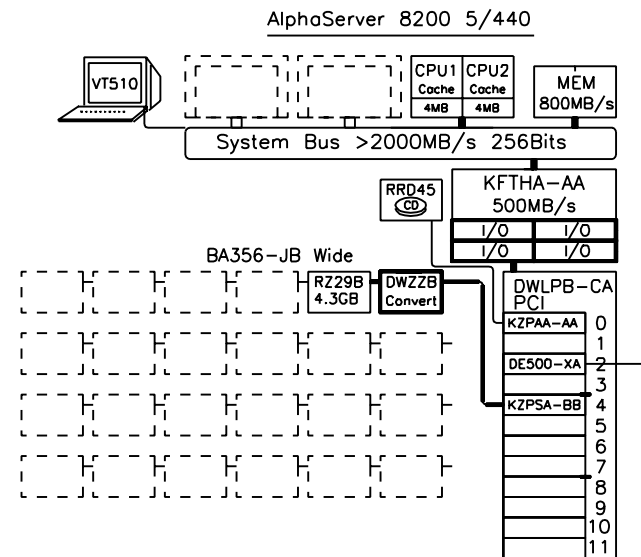 AlphaServer 8200 5/440
VT510
CPU1 CPU2
Cache Cache
4MB 4MB
MEM
800MB/s
System Bus >2000MB/s 256Bits
KFTHA-AA
500MB/s
I/O I/O
I/O I/O
RRD45
CD
BA356-JB Wide
RZ29B
4.3GB
DWZZB
Convert
DWLPB-CA
PCI
KZPAA-AA 0
1
DE500-XA 2
3
KZPSA-BB 4
5
6
7
8
9
10
11